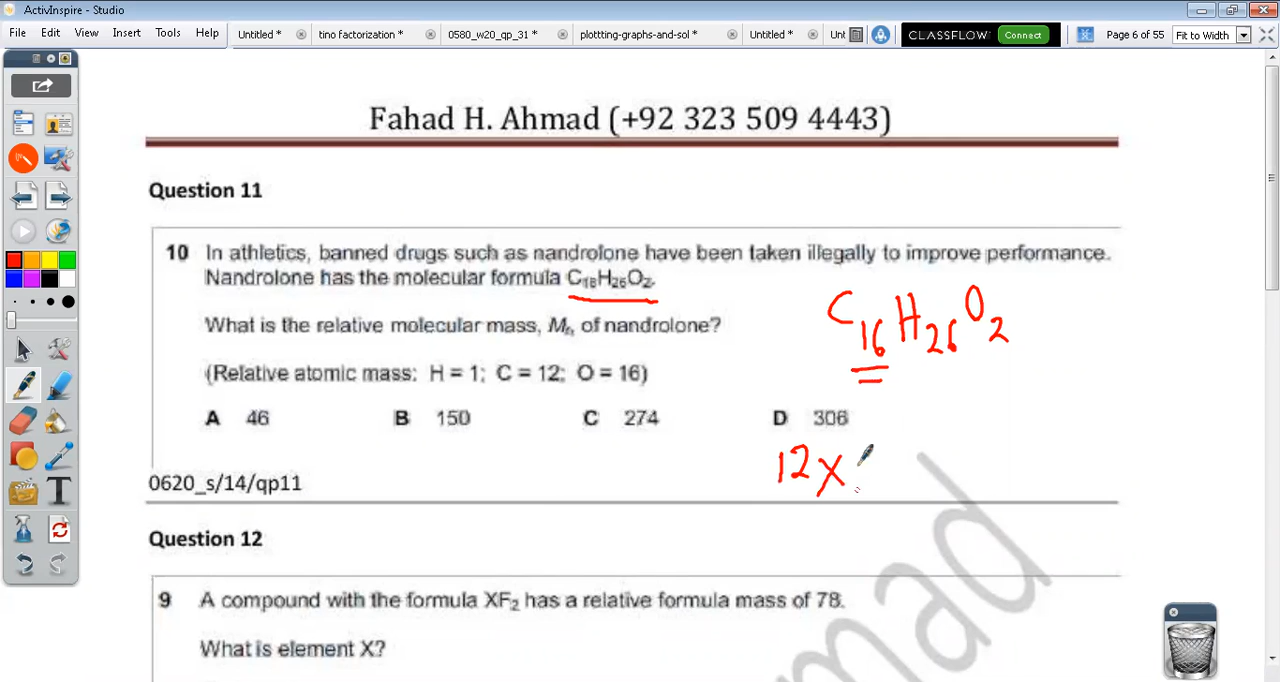 ActivInspire - Studio
File Edit View Insert Tools Help Untitled * tino factorization * 0580_w20_qp_31 * plottting-graphs-and-sol * Untitled * Unt CLASSFLOW Connect Page 6 of 55 Fit to Width
Fahad H. Ahmad (+92 323 509 4443)
Question 11
10 In athletics, banned drugs such as nandrolone have been taken illegally to improve performance.
Nandrolone has the molecular formula C₁₈H₂₆O₂.
C₁₆H₂₆O₂
What is the relative molecular mass, Mᵣ, of nandrolone?
(Relative atomic mass: H = 1; C = 12; O = 16)
A 46 B 150 C 274 D 306
12 X
0620_s/14/qp11
Question 12
9 A compound with the formula XF₂ has a relative formula mass of 78.
What is element X?
mad